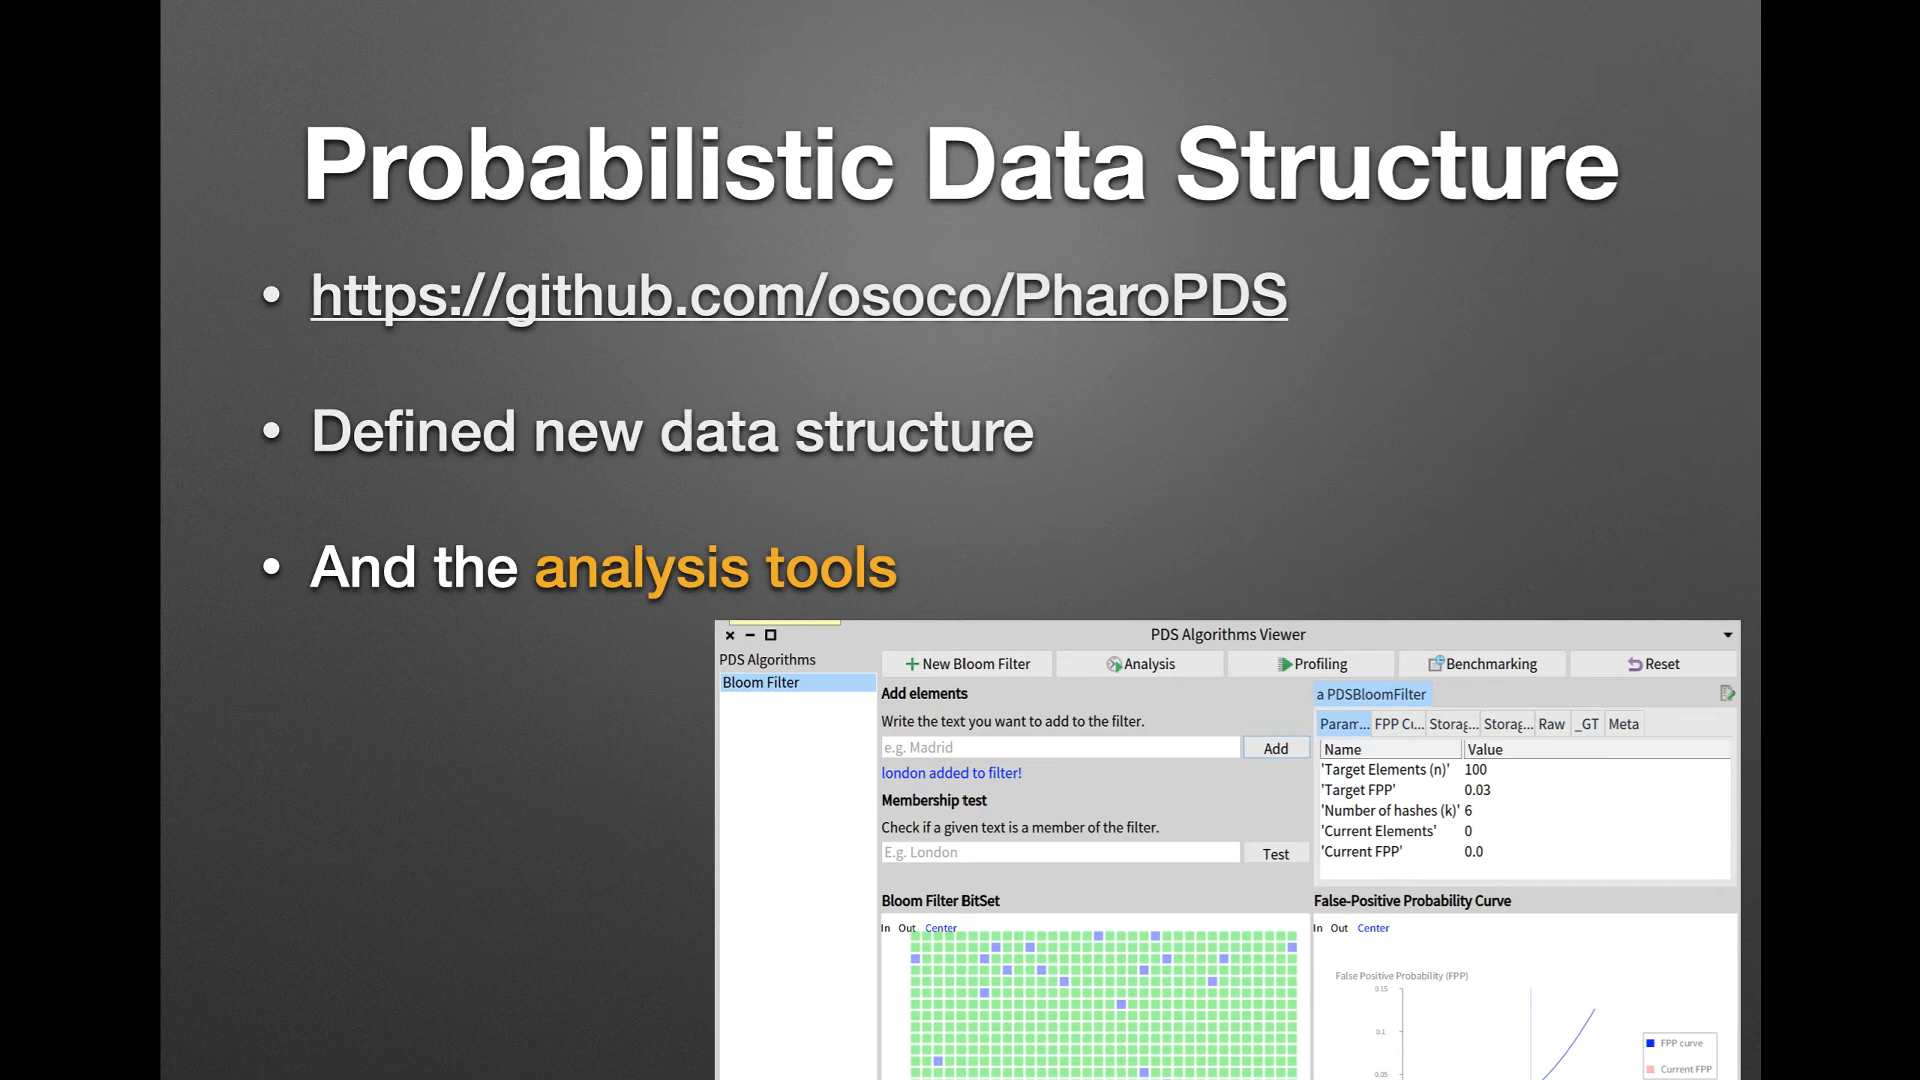 Probabilistic Data Structure
• https://github.com/osoco/PharoPDS
• Defined new data structure
• And the analysis tools
PDS Algorithms Viewer
PDS Algorithms
Bloom Filter
New Bloom Filter
Analysis
Profiling
Benchmarking
Reset
Add elements
Write the text you want to add to the filter.
e.g. Madrid
Add
london added to filter!
Membership test
Check if a given text is a member of the filter.
E.g. London
Test
a PDSBloomFilter
Param... FPP Cu... Storag... Storag... Raw _GT Meta
Name Value
'Target Elements (n)' 100
'Target FPP' 0.03
'Number of hashes (k)' 6
'Current Elements' 0
'Current FPP' 0.0
Bloom Filter BitSet
In Out Center
False-Positive Probability Curve
In Out Center
False Positive Probability (FPP)
0.15
0.1
0.05
FPP curve
Current FPP